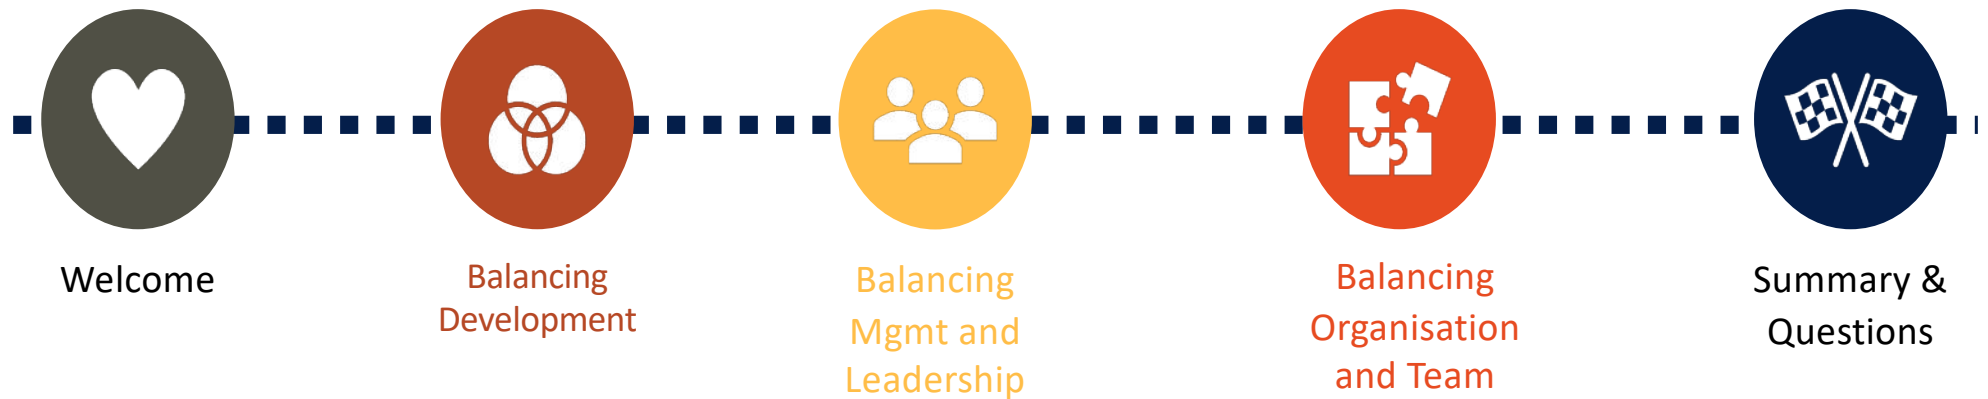 Welcome
Balancing
Development
Balancing
Mgmt and
Leadership
Balancing
Organisation
and Team
Summary &
Questions